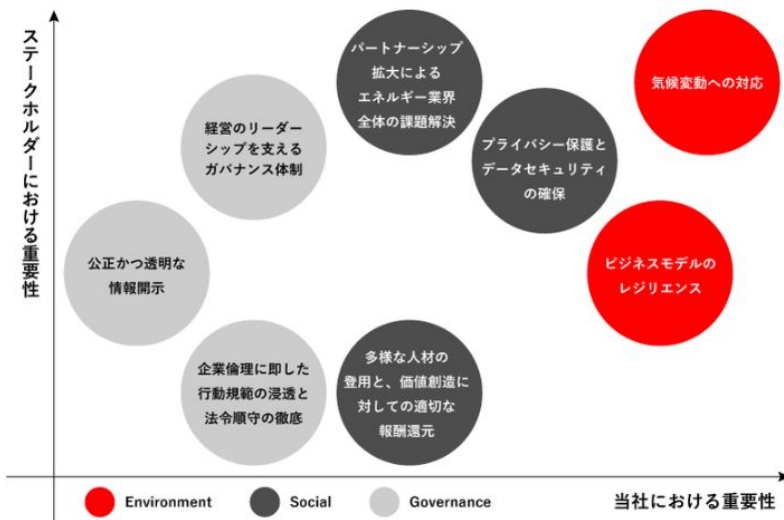 ステークホルダーにおける重要性
パートナーシップ
拡大による
エネルギー業界
全体の課題解決
気候変動への対応
経営のリーダー
シップを支える
ガバナンス体制
プライバシー保護と
データセキュリティ
の確保
公正かつ透明な
情報開示
ビジネスモデルの
レジリエンス
企業倫理に即した
行動規範の浸透と
法令順守の徹底
多様な人材の
登用と、価値創造に
対しての適切な
報酬還元
Environment
Social
Governance
当社における重要性